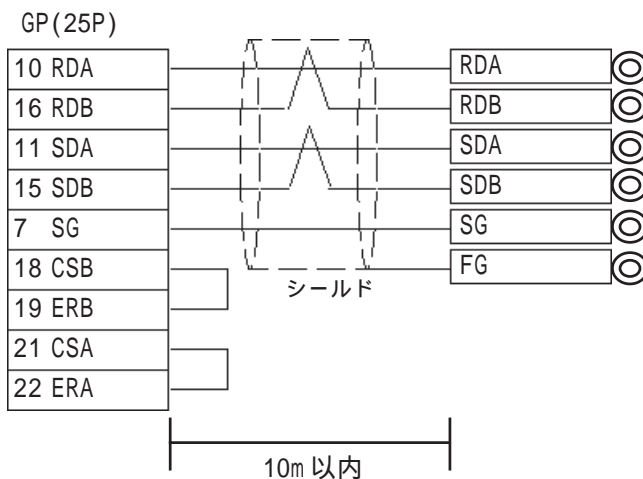 GP(25P)
10 RDA RDA
16 RDB RDB
11 SDA SDA
15 SDB SDB
7 SG SG
18 CSB FG
シールド
19 ERB
21 CSA
22 ERA
10m 以内